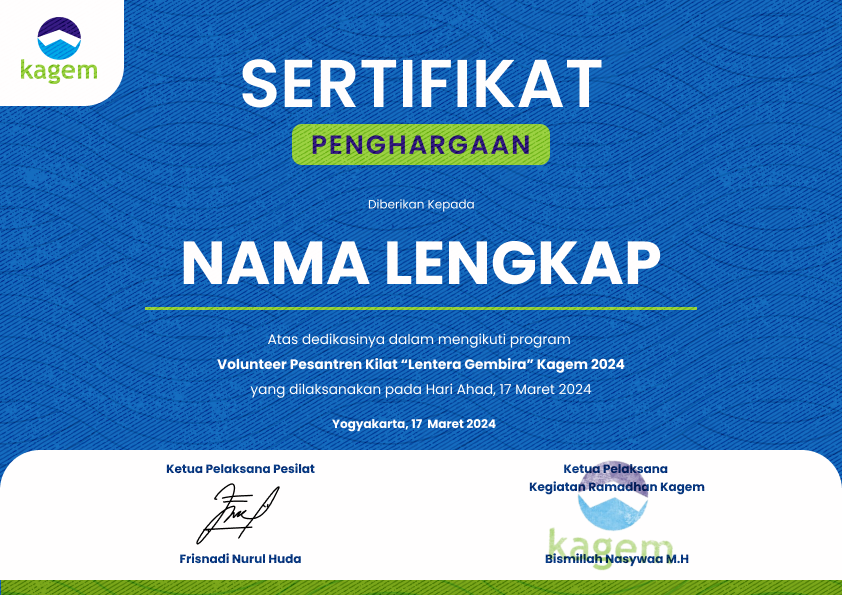 kagem
SERTIFIKAT
PENGHARGAAN
Diberikan Kepada
NAMA LENGKAP
Atas dedikasinya dalam mengikuti program
Volunteer Pesantren Kilat “Lentera Gembira” Kagem 2024
yang dilaksanakan pada Hari Ahad, 17 Maret 2024
Yogyakarta, 17 Maret 2024
Ketua Pelaksana Pesilat
Frisnadi Nurul Huda
Ketua Pelaksana
Kegiatan Ramadhan Kagem
kagem
Bismillah Nasywaa M.H